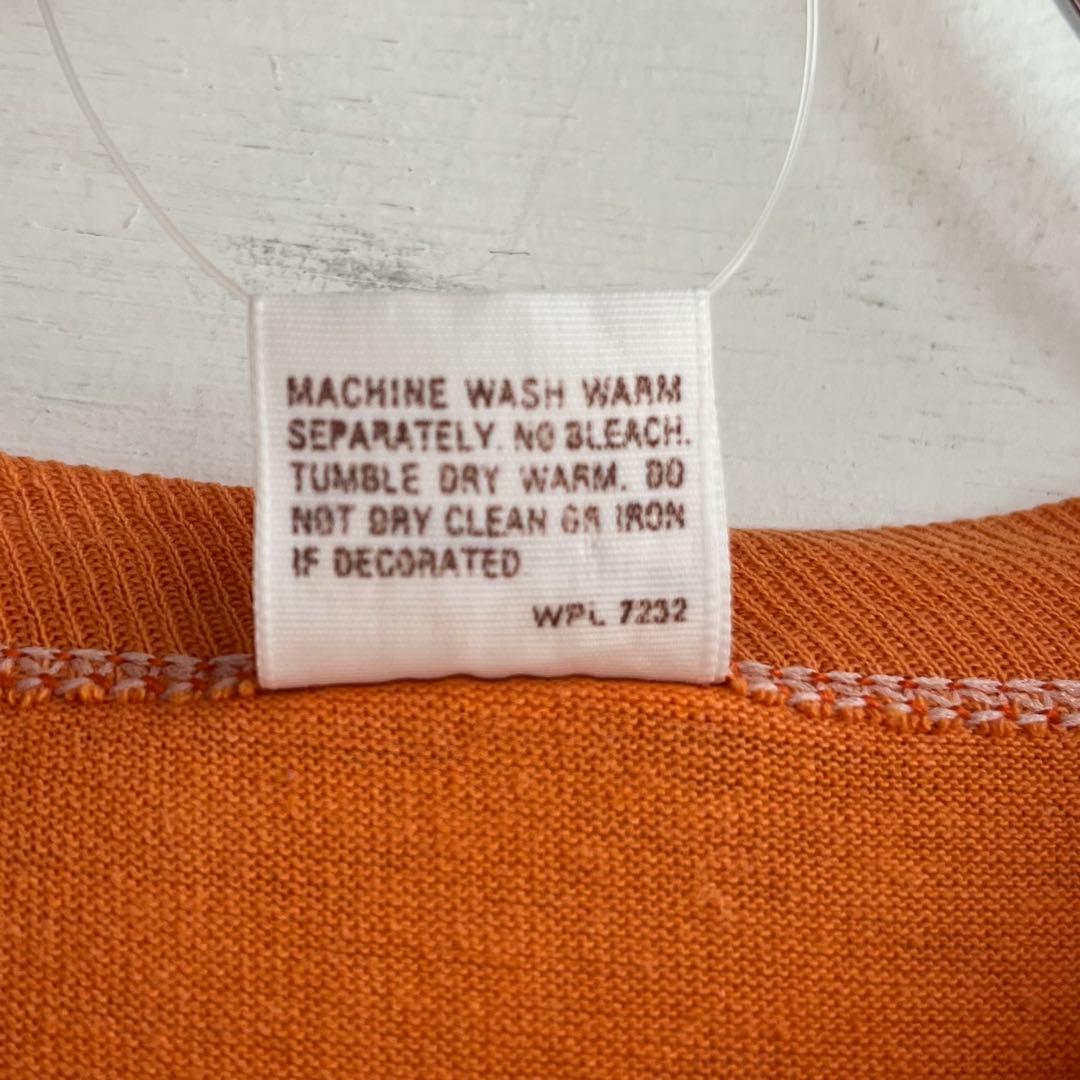 MACHINE WASH WARM
SEPARATELY. NO BLEACH.
TUMBLE DRY WARM. DO
NOT DRY CLEAN OR IRON
IF DECORATED
WPL 7232